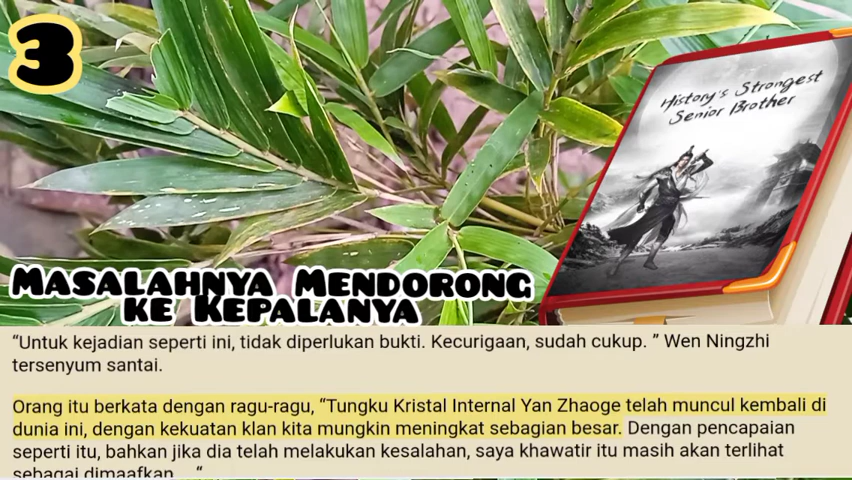 3
History's Strongest
Senior Brother
MASALAHNYA MENDORONG
KE KEPALANYA
“Untuk kejadian seperti ini, tidak diperlukan bukti. Kecurigaan, sudah cukup. ” Wen Ningzhi
tersenyum santai.
Orang itu berkata dengan ragu-ragu, “Tungku Kristal Internal Yan Zhaoge telah muncul kembali di
dunia ini, dengan kekuatan klan kita mungkin meningkat sebagian besar. Dengan pencapaian
seperti itu, bahkan jika dia telah melakukan kesalahan, saya khawatir itu masih akan terlihat
sebagai dimaafkan ... “